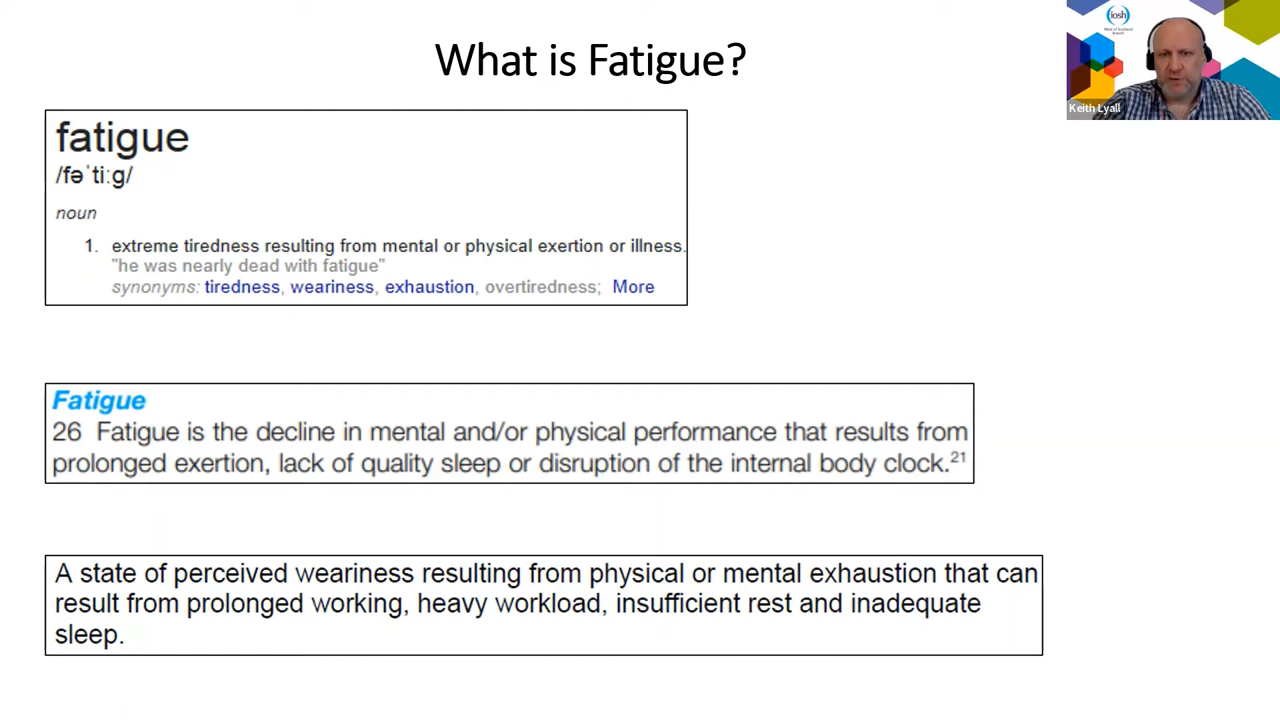 What is Fatigue?
iosh
Keith Lyall
fatigue
/fəˈtiːɡ/
noun
1. extreme tiredness resulting from mental or physical exertion or illness.
"he was nearly dead with fatigue"
synonyms: tiredness, weariness, exhaustion, overtiredness; More
Fatigue
26 Fatigue is the decline in mental and/or physical performance that results from
prolonged exertion, lack of quality sleep or disruption of the internal body clock.21
A state of perceived weariness resulting from physical or mental exhaustion that can
result from prolonged working, heavy workload, insufficient rest and inadequate
sleep.